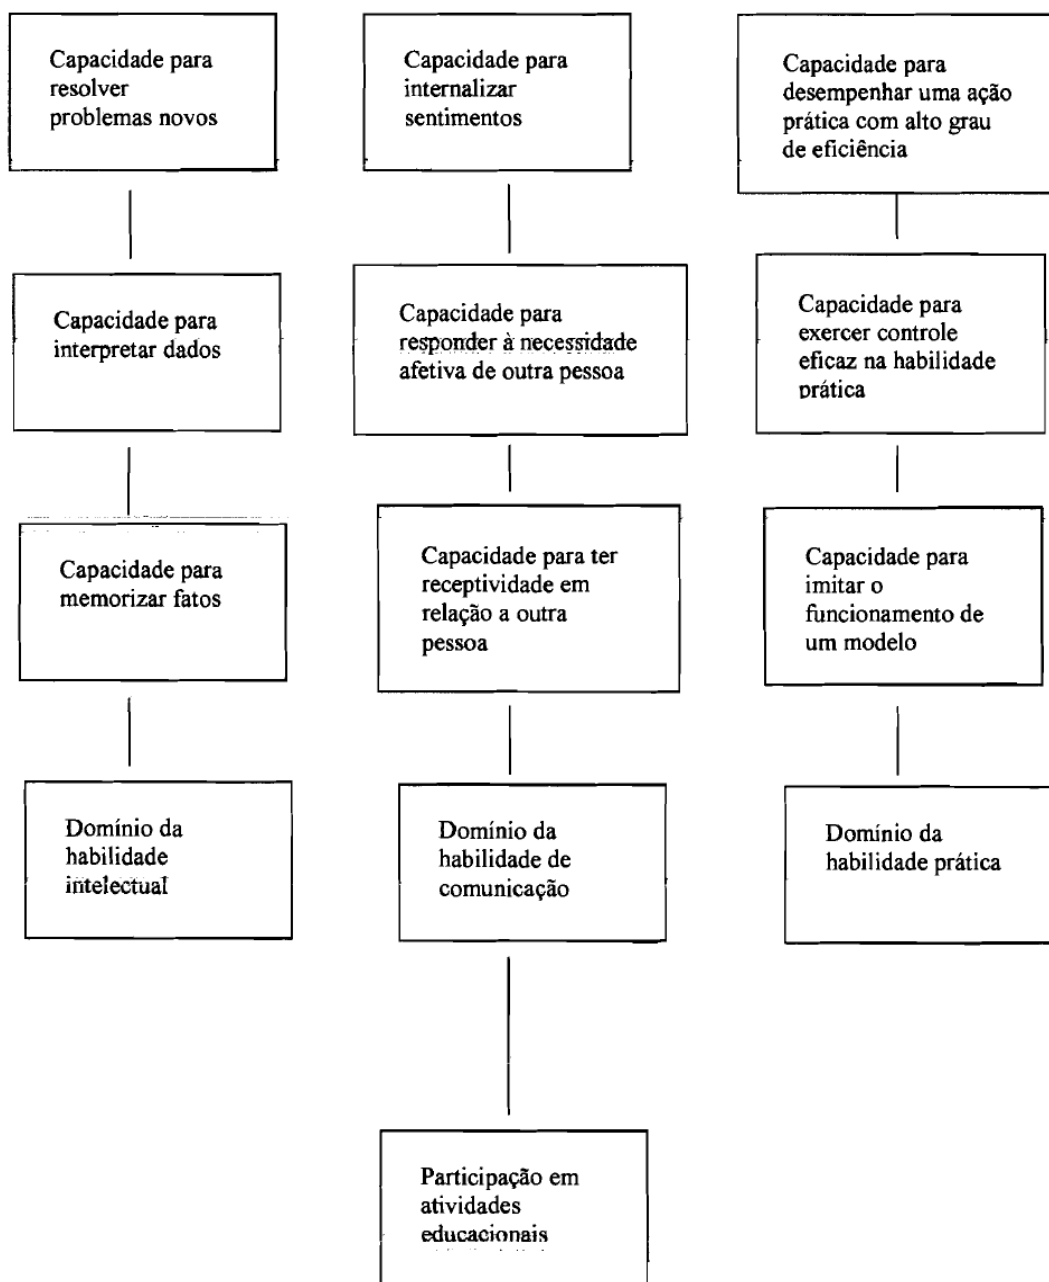 Capacidade para
resolver
problemas novos
Capacidade para
internalizar
sentimentos
Capacidade para
desempenhar uma ação
prática com alto grau
de eficiência
Capacidade para
interpretar dados
Capacidade para
responder à necessidade
afetiva de outra pessoa
Capacidade para
exercer controle
eficaz na habilidade
prática
Capacidade para
memorizar fatos
Capacidade para ter
receptividade em
relação a outra
pessoa
Capacidade para
imitar o
funcionamento de
um modelo
Domínio da
habilidade
intelectual
Domínio da
habilidade de
comunicação
Domínio da
habilidade prática
Participação em
atividades
educacionais